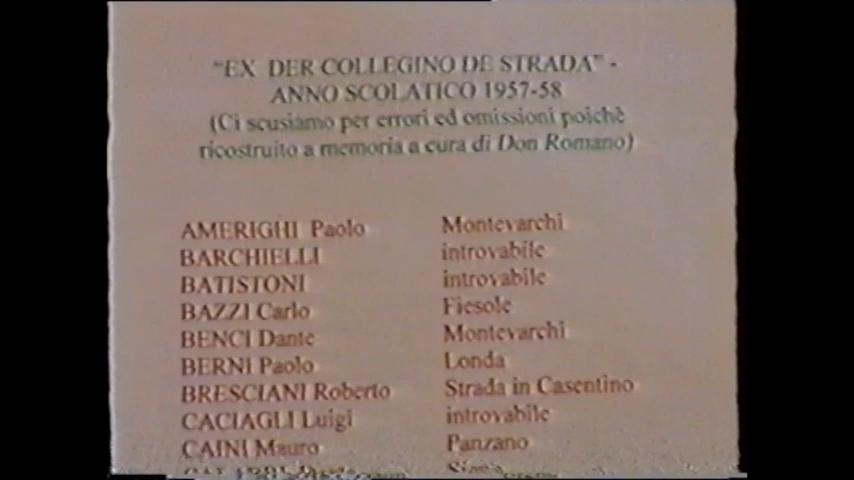 "EX DER COLLEGINO DE STRADA" -
ANNO SCOLATICO 1957-58
(Ci scusiamo per errori ed omissioni poichè
ricostruito a memoria a cura di Don Romano)
AMERIGHI Paolo Montevarchi
BARCHIELLI introvabile
BATISTONI introvabile
BAZZI Carlo Fiesole
BENCI Dante Montevarchi
BERNI Paolo Londa
BRESCIANI Roberto Strada in Casentino
CACIAGLI Luigi introvabile
CAINI Mauro Panzano